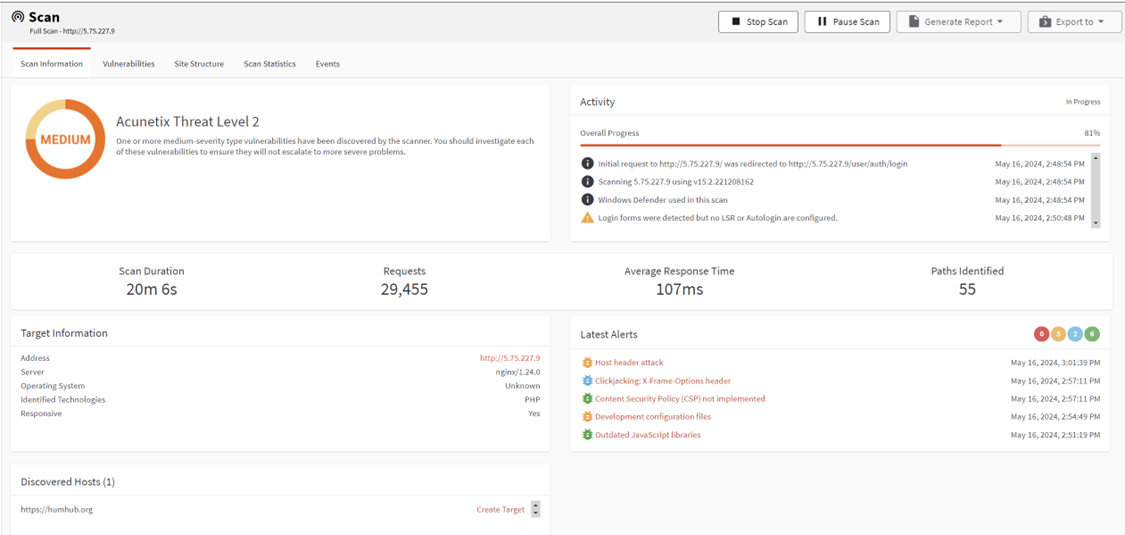 Scan
Full Scan - http://5.75.227.9
Stop Scan
Pause Scan
Generate Report
Export to
Scan Information
Vulnerabilities
Site Structure
Scan Statistics
Events
MEDIUM
Acunetix Threat Level 2
One or more medium-severity type vulnerabilities have been discovered by the scanner. You should investigate each
of these vulnerabilities to ensure they will not escalate to more severe problems.
Activity
In Progress
Overall Progress
81%
Initial request to http://5.75.227.9/ was redirected to http://5.75.227.9/user/auth/login May 16, 2024, 2:48:54 PM
Scanning 5.75.227.9 using v15.2.221208162 May 16, 2024, 2:48:54 PM
Windows Defender used in this scan May 16, 2024, 2:48:54 PM
Login forms were detected but no LSR or Autologin are configured. May 16, 2024, 2:50:48 PM
Scan Duration
20m 6s
Requests
29,455
Average Response Time
107ms
Paths Identified
55
Target Information
Address http://5.75.227.9
Server nginx/1.24.0
Operating System Unknown
Identified Technologies PHP
Responsive Yes
Latest Alerts
0 5 2 6
Host header attack May 16, 2024, 3:01:39 PM
Clickjacking: X-Frame-Options header May 16, 2024, 2:57:11 PM
Content Security Policy (CSP) not implemented May 16, 2024, 2:57:11 PM
Development configuration files May 16, 2024, 2:54:49 PM
Outdated JavaScript libraries May 16, 2024, 2:51:19 PM
Discovered Hosts (1)
https://humhub.org Create Target